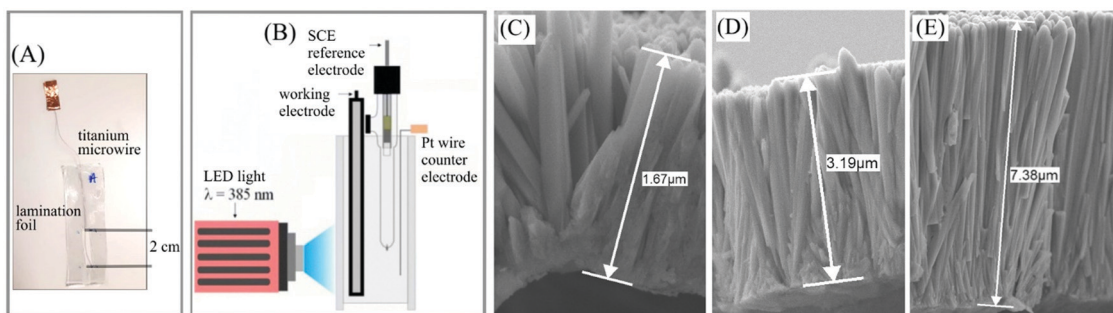 (A)
titanium
microwire
lamination
foil
2 cm
(B)
SCE
reference
electrode
working
electrode
Pt wire
counter
electrode
LED light
λ = 385 nm
(C)
1.67µm
(D)
3.19µm
(E)
7.38µm